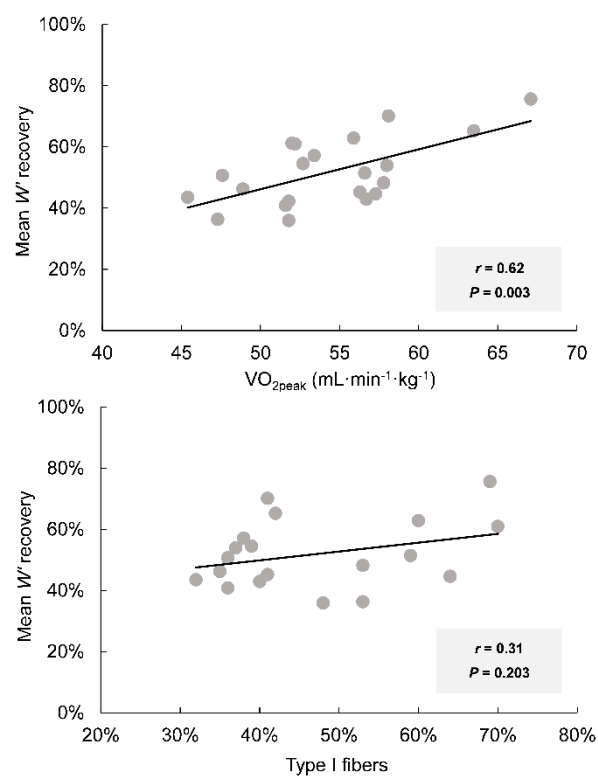 100%
80%
60%
40%
20%
0%
Mean W' recovery
40 45 50 55 60 65 70
VO2peak (mL·min-1·kg-1)
r = 0.62
P = 0.003
100%
80%
60%
40%
20%
0%
Mean W' recovery
20% 30% 40% 50% 60% 70% 80%
Type I fibers
r = 0.31
P = 0.203